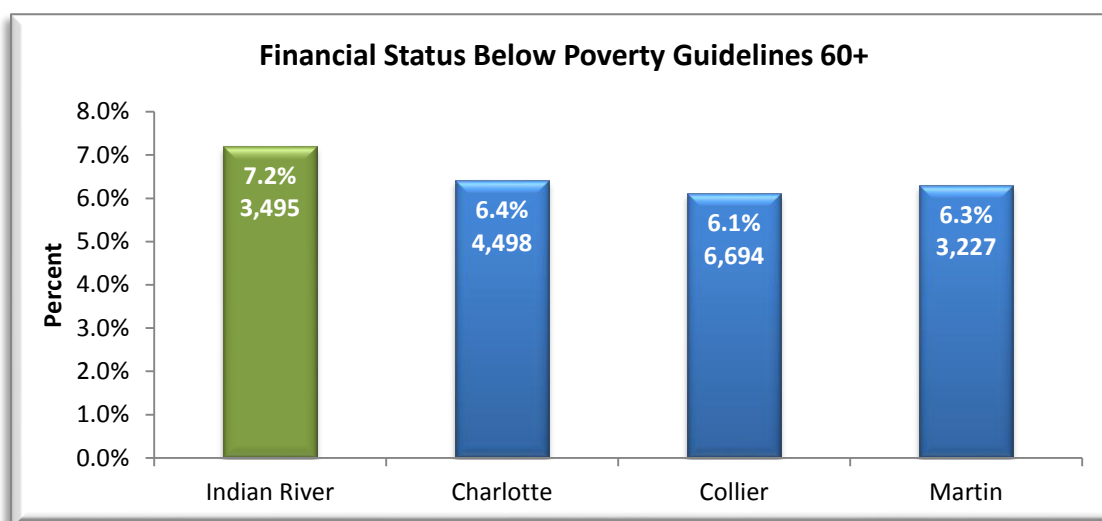 Financial Status Below Poverty Guidelines 60+
8.0%
7.0%
6.0%
5.0%
4.0%
3.0%
2.0%
1.0%
0.0%
Percent
7.2%
3,495
6.4%
4,498
6.1%
6,694
6.3%
3,227
Indian River
Charlotte
Collier
Martin